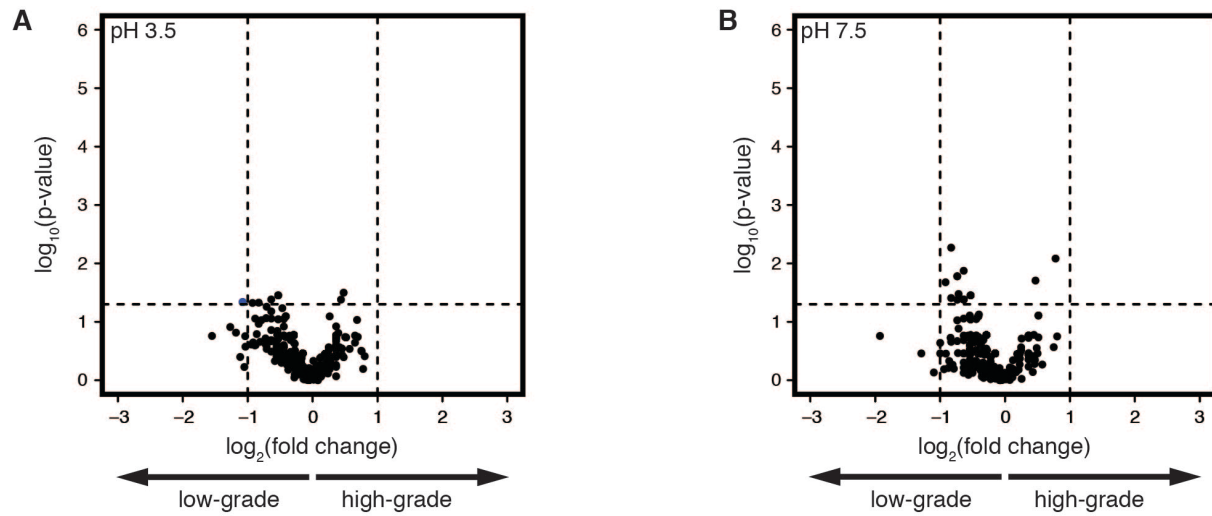 A
pH 3.5
6
5
4
3
2
1
0
log10(p-value)
−3 −2 −1 0 1 2 3
log2(fold change)
low-grade high-grade
B
pH 7.5
6
5
4
3
2
1
0
log10(p-value)
−3 −2 −1 0 1 2 3
log2(fold change)
low-grade high-grade